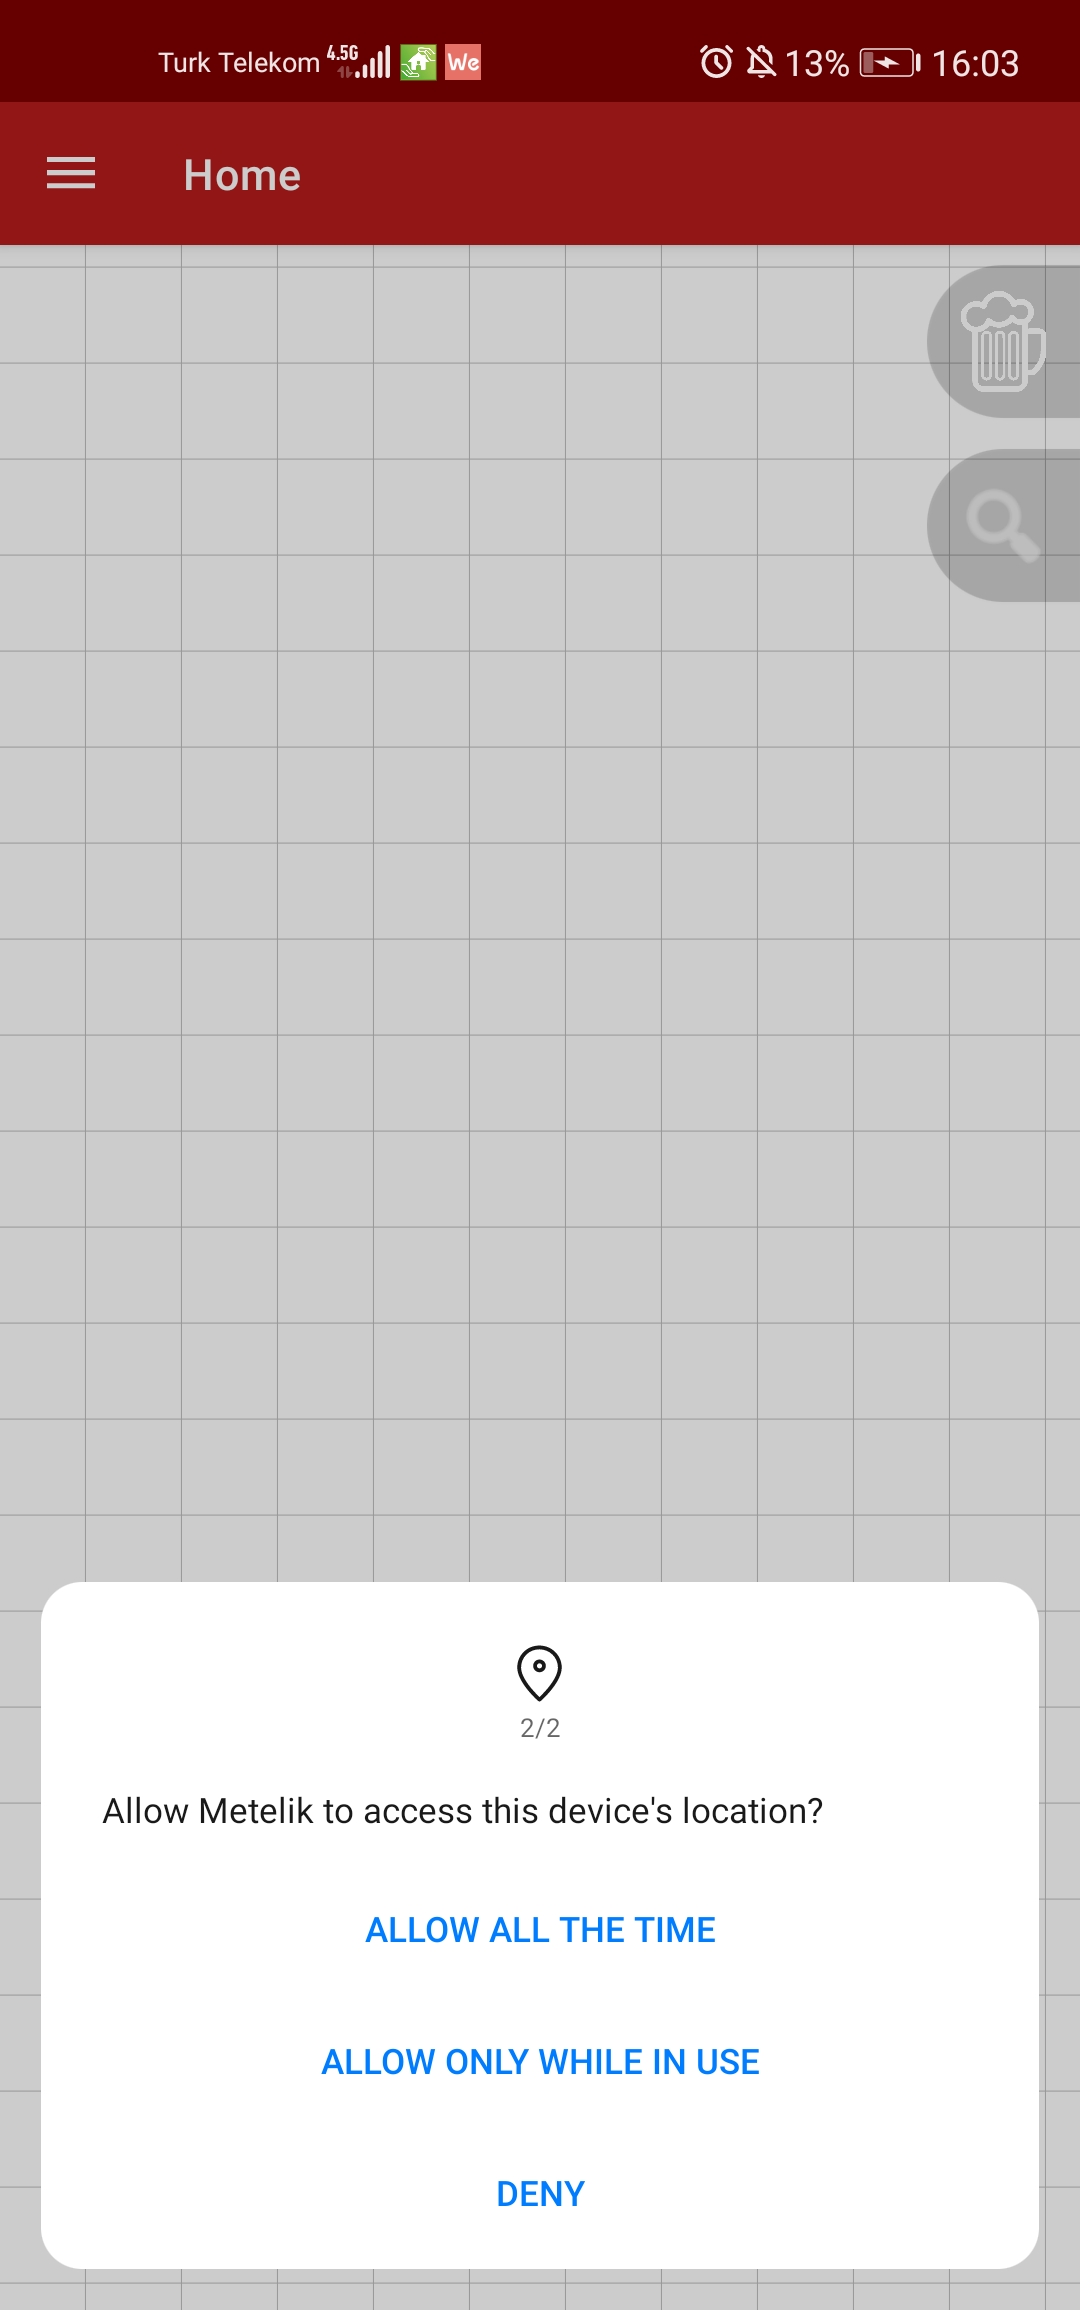 Turk Telekom 4.5G We 13% 16:03
Home
2/2
Allow Metelik to access this device's location?
ALLOW ALL THE TIME
ALLOW ONLY WHILE IN USE
DENY